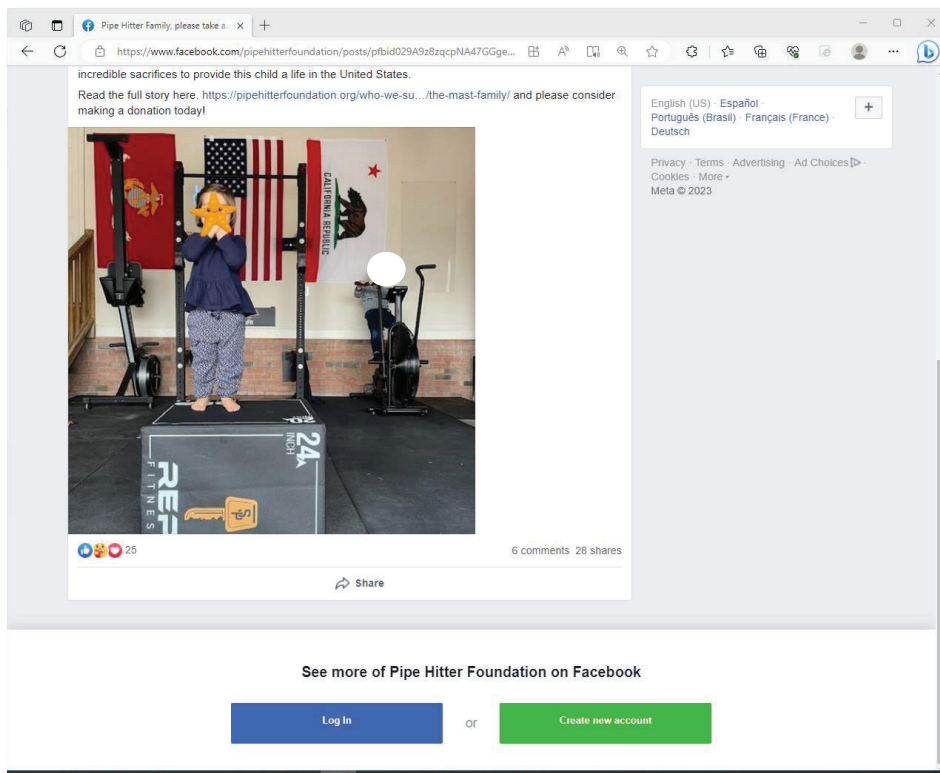 Pipe Hitter Family, please take a
https://www.facebook.com/pipehitterfoundation/posts/pfbid029A9z8zqcpNA47GGge...
incredible sacrifices to provide this child a life in the United States.
Read the full story here. https://pipehitterfoundation.org/who-we-su.../the-mast-family/ and please consider
making a donation today!
CALIFORNIA REPUBLIC
24
INCH
REP
FITNES
25
6 comments 28 shares
Share
English (US) · Español ·
Português (Brasil) · Français (France) ·
Deutsch
Privacy · Terms · Advertising · Ad Choices ·
Cookies · More
Meta © 2023
See more of Pipe Hitter Foundation on Facebook
Log In
or
Create new account